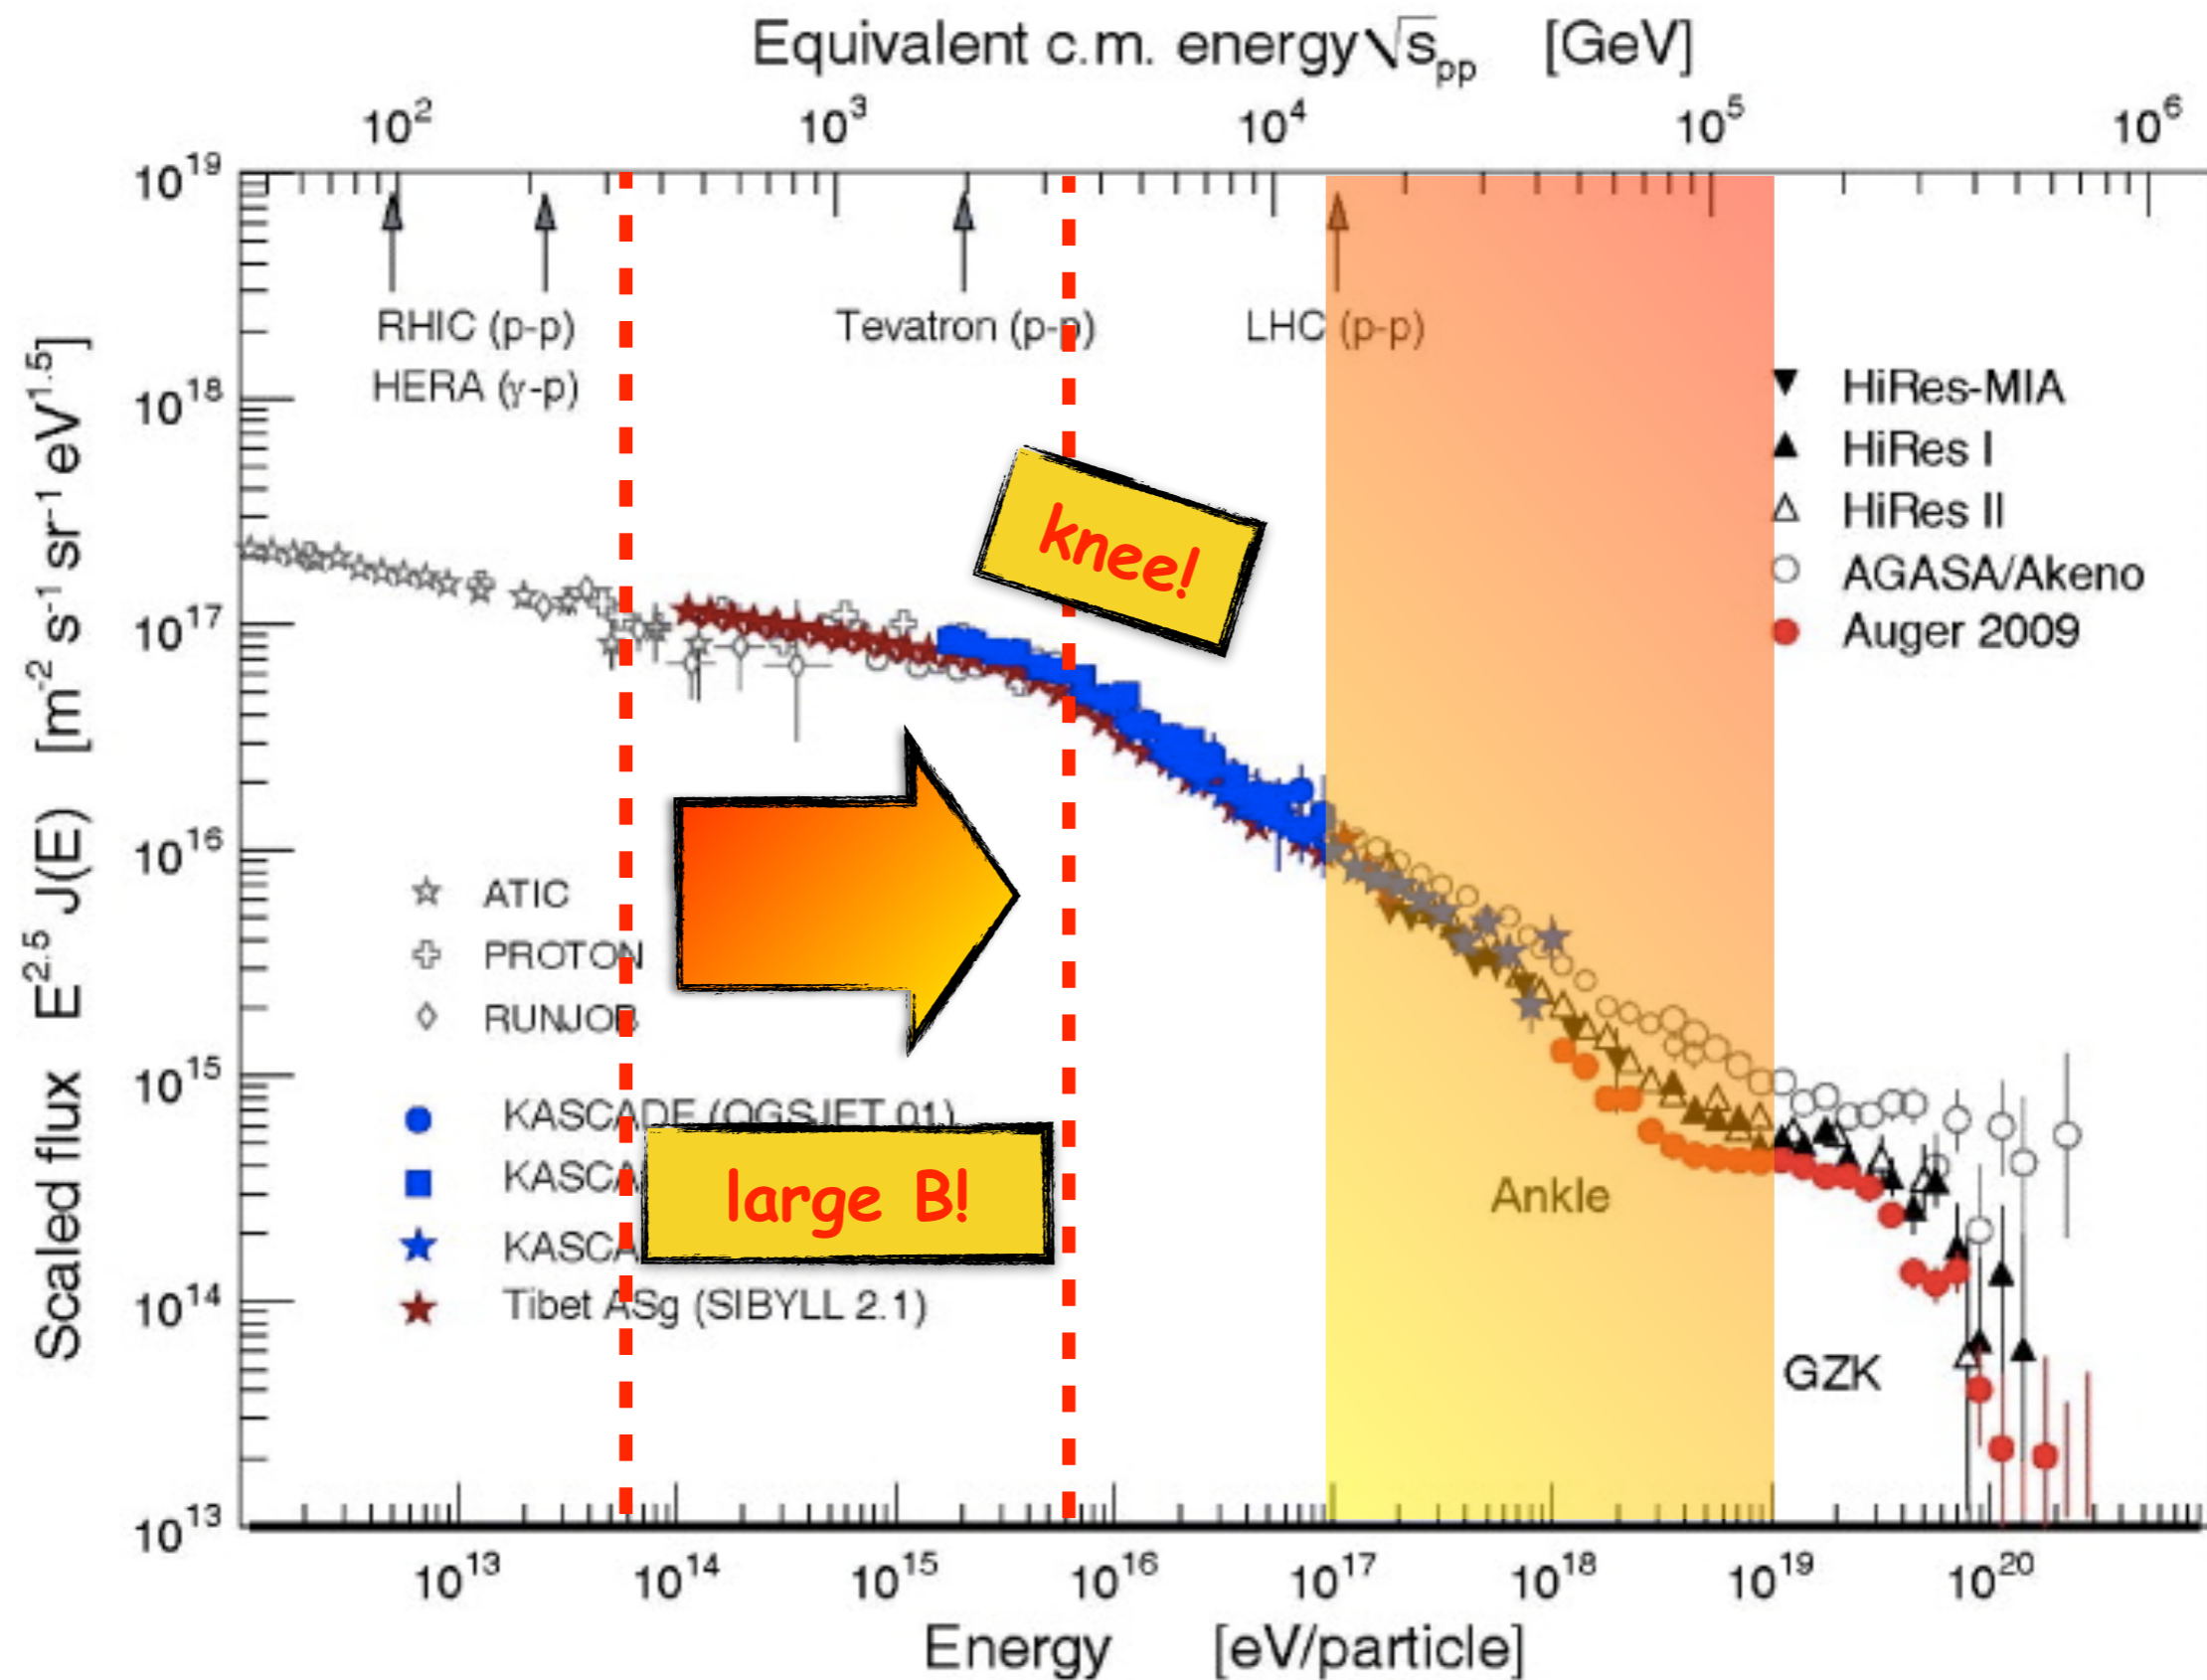 Equivalent c.m. energy √s_pp [GeV]
10^2 10^3 10^4 10^5 10^6
Scaled flux E^2.5 J(E) [m^-2 s^-1 sr^-1 eV^1.5]
10^19
10^18
10^17
10^16
10^15
10^14
10^13
RHIC (p-p)
HERA (γ-p)
Tevatron (p-p)
LHC (p-p)
HiRes-MIA
HiRes I
HiRes II
AGASA/Akeno
Auger 2009
knee!
ATIC
PROTON
RUNJOB
KASCADE (QGSJET 01)
KASCA
KASCA
Tibet ASg (SIBYLL 2.1)
large B!
Ankle
GZK
10^13 10^14 10^15 10^16 10^17 10^18 10^19 10^20
Energy [eV/particle]